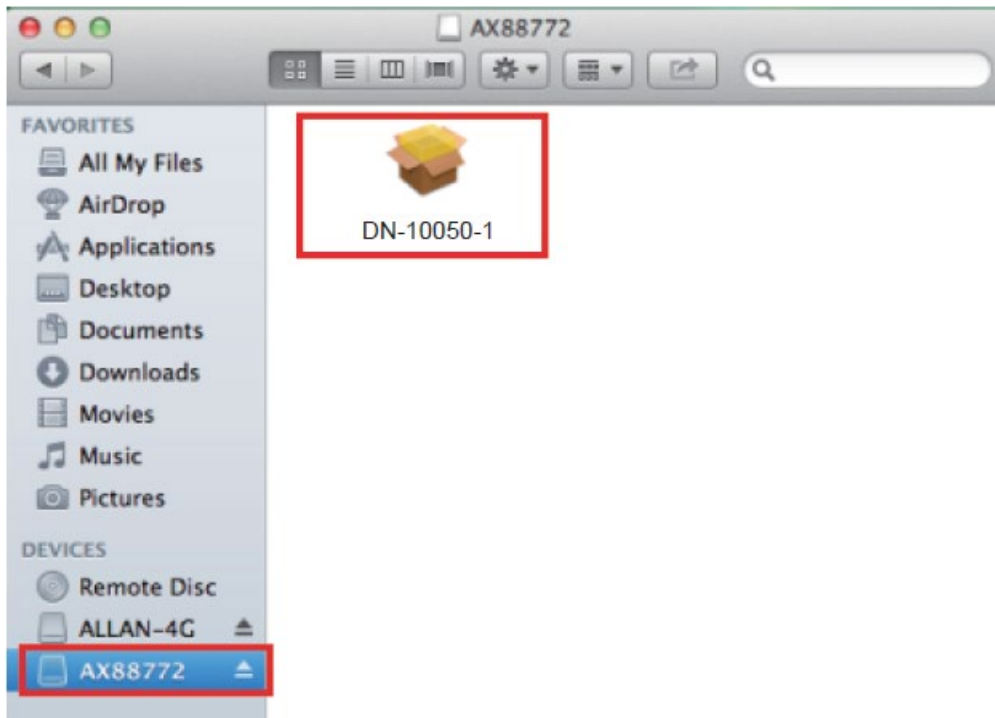 AX88772
FAVORITES
All My Files
AirDrop
Applications
Desktop
Documents
Downloads
Movies
Music
Pictures
DEVICES
Remote Disc
ALLAN-4G
AX88772
DN-10050-1